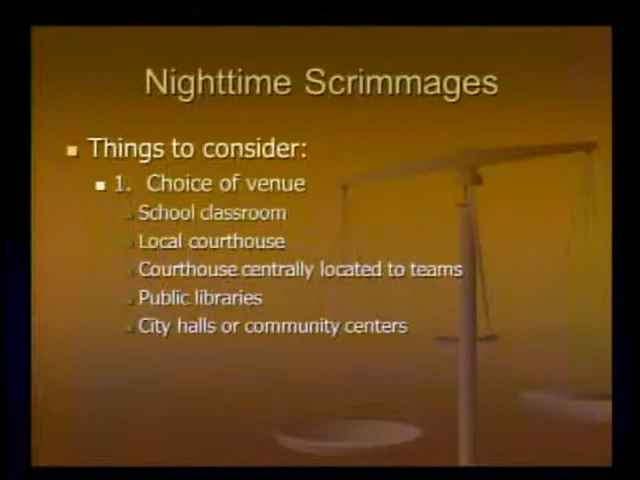 Nighttime Scrimmages
Things to consider:
1. Choice of venue
School classroom
Local courthouse
Courthouse centrally located to teams
Public libraries
City halls or community centers